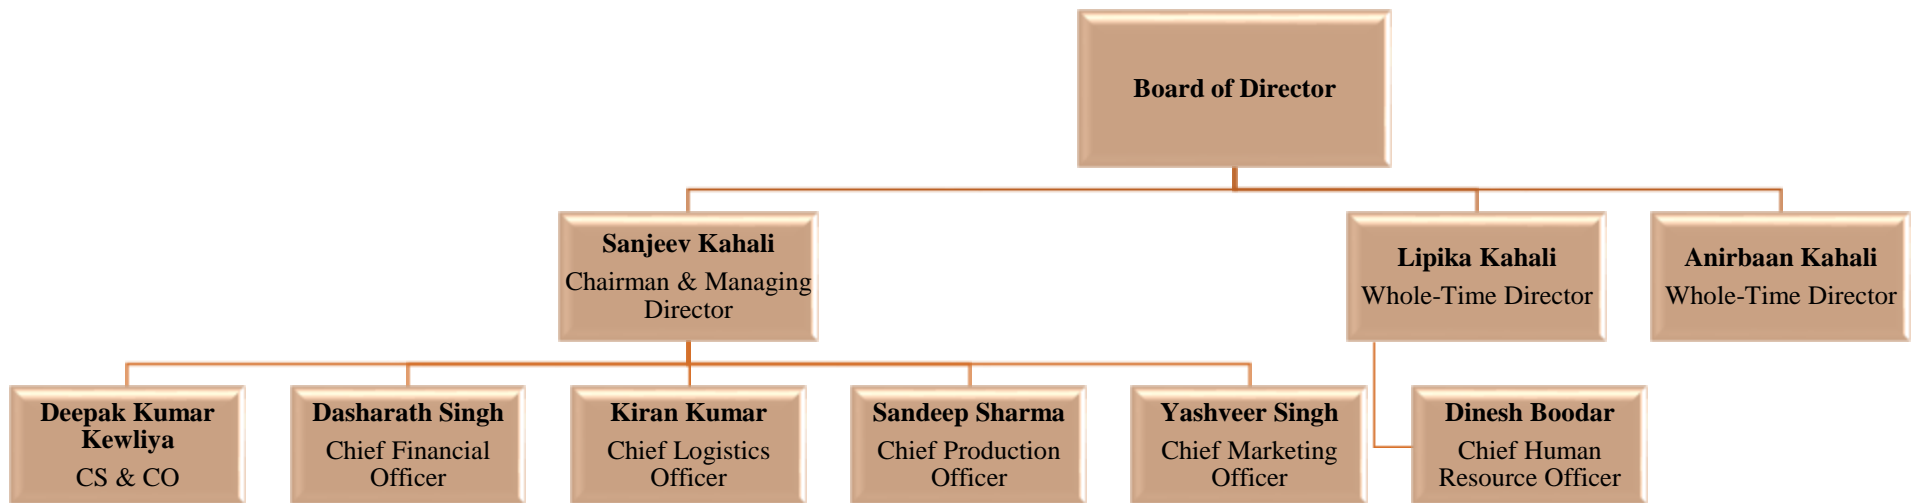 Board of Director
Sanjeev Kahali
Chairman & Managing
Director
Lipika Kahali
Whole-Time Director
Anirbaan Kahali
Whole-Time Director
Deepak Kumar
Kewliya
CS & CO
Dasharath Singh
Chief Financial
Officer
Kiran Kumar
Chief Logistics
Officer
Sandeep Sharma
Chief Production
Officer
Yashveer Singh
Chief Marketing
Officer
Dinesh Boodar
Chief Human
Resource Officer